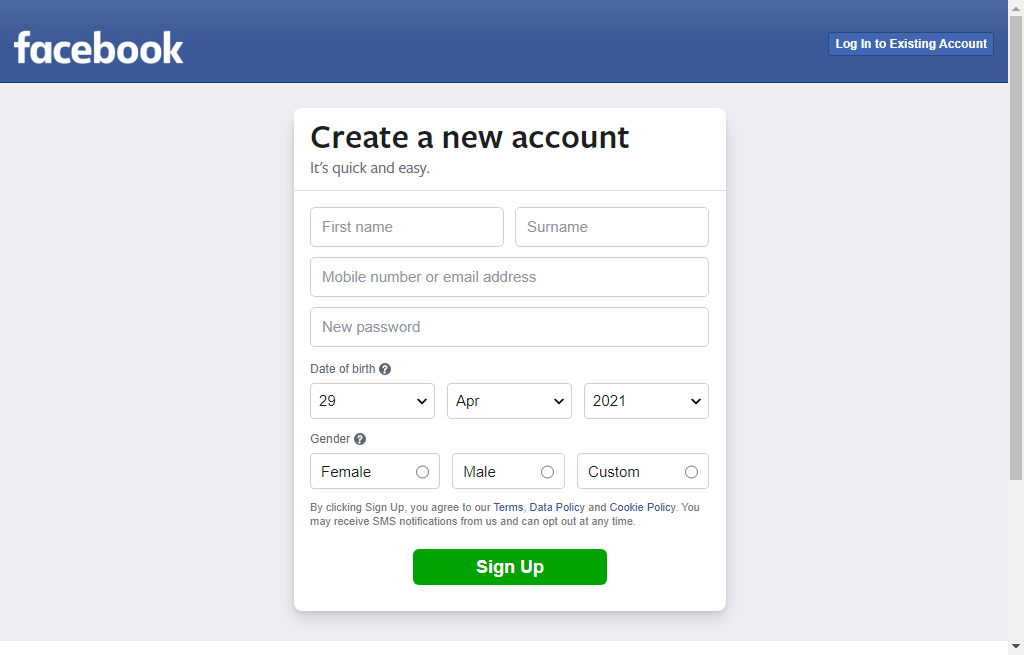 facebook
Log In to Existing Account
Create a new account
It's quick and easy.
First name
Surname
Mobile number or email address
New password
Date of birth ?
29
Apr
2021
Gender ?
Female
Male
Custom
By clicking Sign Up, you agree to our Terms, Data Policy and Cookie Policy. You
may receive SMS notifications from us and can opt out at any time.
Sign Up